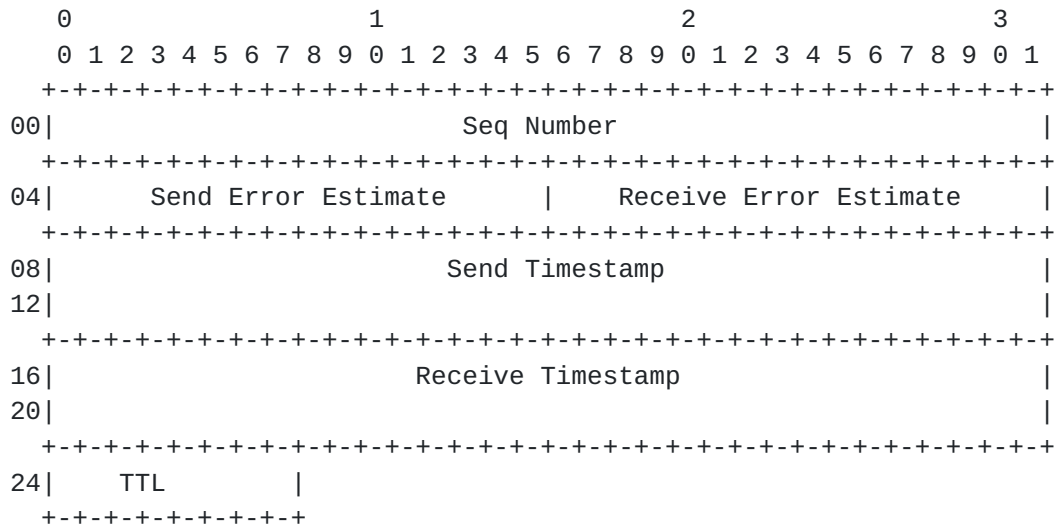 0                   1                   2                   3
    0 1 2 3 4 5 6 7 8 9 0 1 2 3 4 5 6 7 8 9 0 1 2 3 4 5 6 7 8 9 0 1
   +-+-+-+-+-+-+-+-+-+-+-+-+-+-+-+-+-+-+-+-+-+-+-+-+-+-+-+-+-+-+-+-+
 00|                          Seq Number                           |
   +-+-+-+-+-+-+-+-+-+-+-+-+-+-+-+-+-+-+-+-+-+-+-+-+-+-+-+-+-+-+-+-+
 04|      Send Error Estimate      |    Receive Error Estimate     |
   +-+-+-+-+-+-+-+-+-+-+-+-+-+-+-+-+-+-+-+-+-+-+-+-+-+-+-+-+-+-+-+-+
 08|                         Send Timestamp                        |
 12|                                                               |
   +-+-+-+-+-+-+-+-+-+-+-+-+-+-+-+-+-+-+-+-+-+-+-+-+-+-+-+-+-+-+-+-+
 16|                       Receive Timestamp                       |
 20|                                                               |
   +-+-+-+-+-+-+-+-+-+-+-+-+-+-+-+-+-+-+-+-+-+-+-+-+-+-+-+-+-+-+-+-+
 24|    TTL        |
   +-+-+-+-+-+-+-+-+